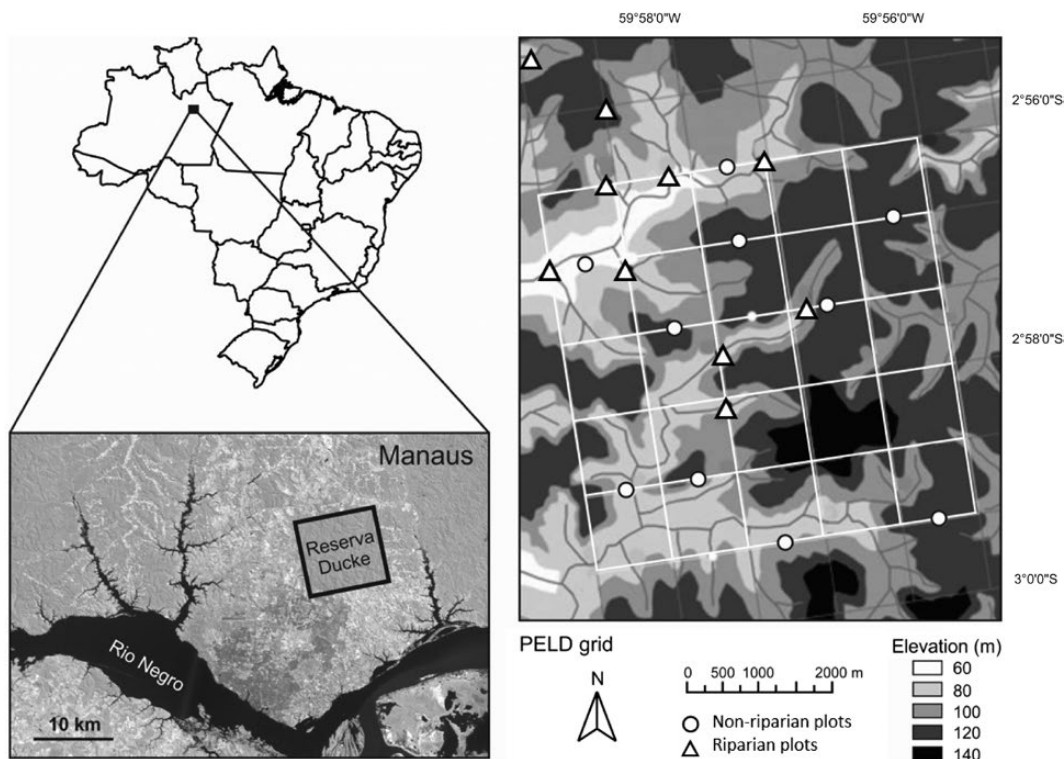 59°58'0"W
59°56'0"W
2°56'0"S
2°58'0"S
3°0'0"S
Manaus
Reserva
Ducke
Rio Negro
10 km
PELD grid
N
0 500 1000 2000 m
Non-riparian plots
Riparian plots
Elevation (m)
60
80
100
120
140